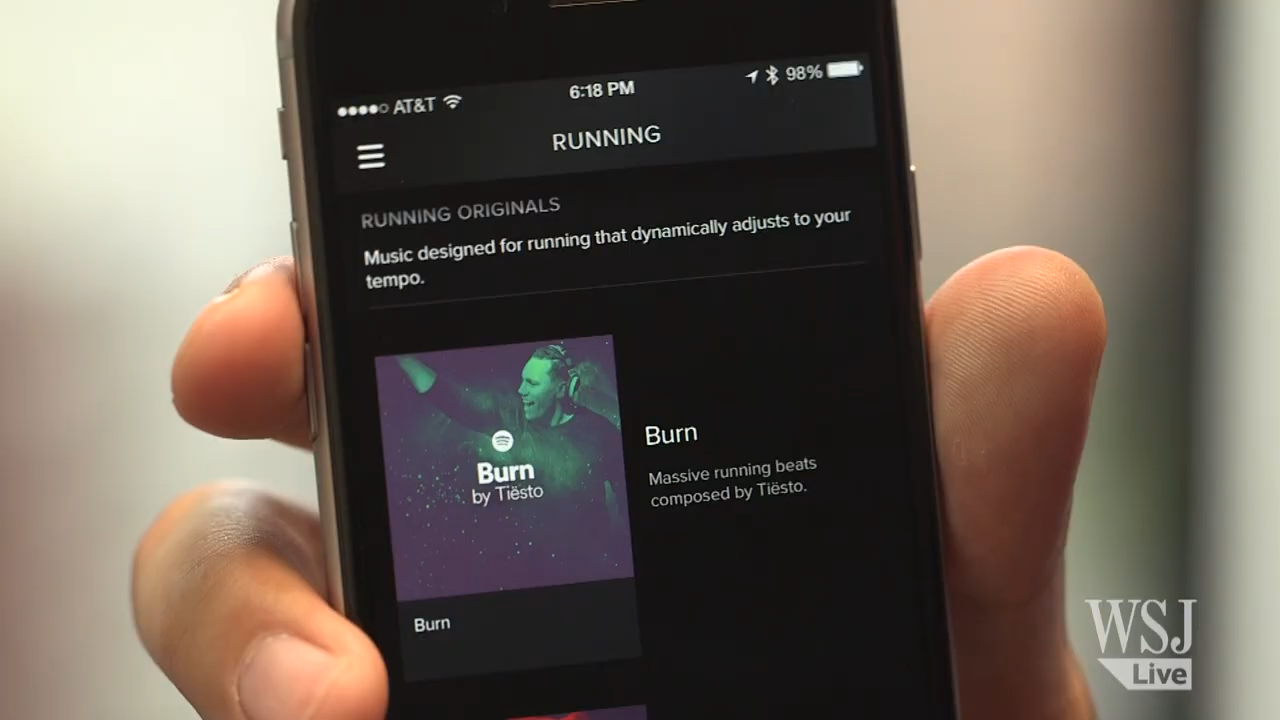 AT&T
6:18 PM
98%
RUNNING
RUNNING ORIGINALS
Music designed for running that dynamically adjusts to your
tempo.
Burn
by Tiësto
Burn
Massive running beats
composed by Tiësto.
Burn
WSJ
Live